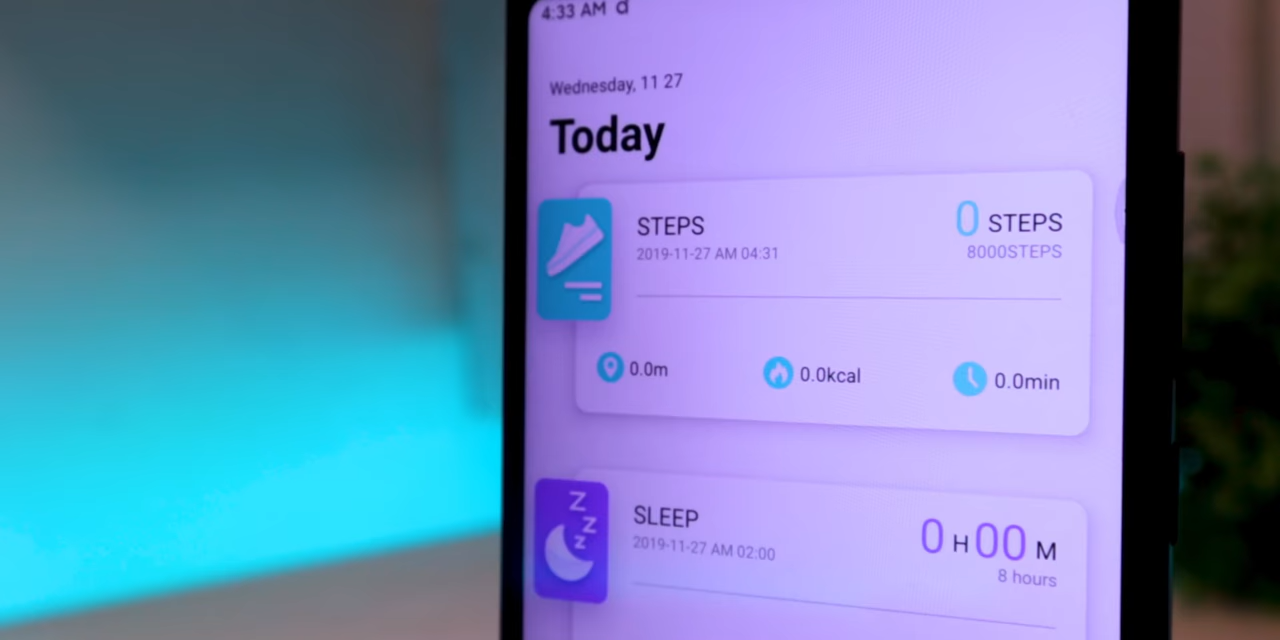 4:33 AM
Wednesday, 11 27
Today
STEPS
0 STEPS
2019-11-27 AM 04:31
8000STEPS
0.0m
0.0kcal
0.0min
Z
Z
Z
SLEEP
0 H 00 M
2019-11-27 AM 02:00
8 hours